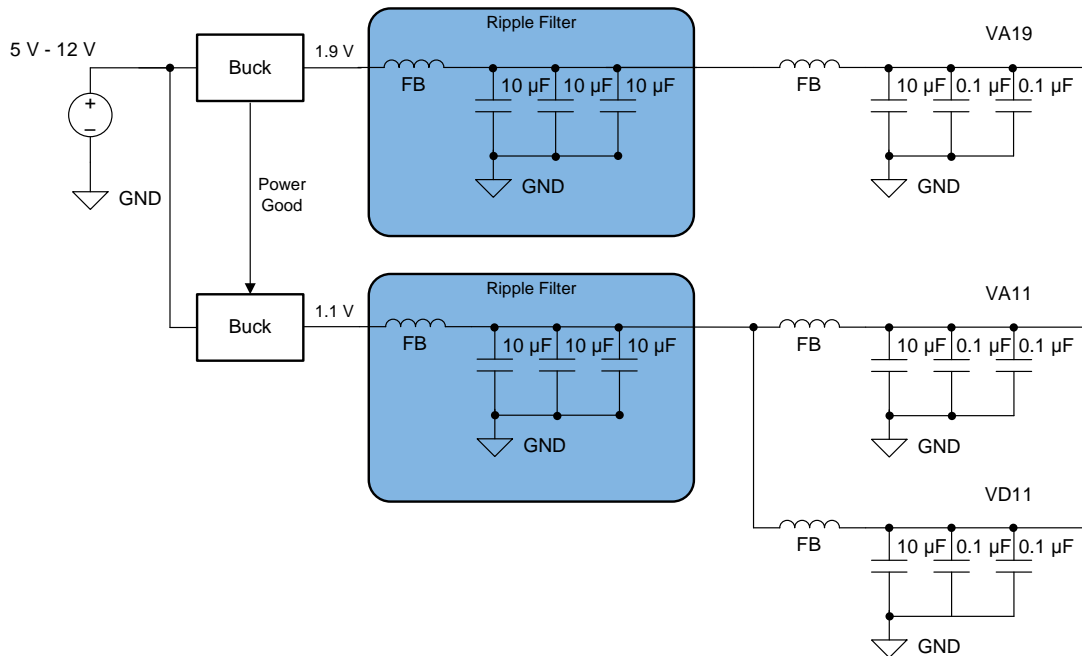 Ripple Filter
VA19
5 V - 12 V
Buck
1.9 V
FB
10 µF 10 µF 10 µF
FB
10 µF 0.1 µF 0.1 µF
+
−
GND
Power
Good
GND
GND
Ripple Filter
VA11
Buck
1.1 V
FB
10 µF 10 µF 10 µF
FB
10 µF 0.1 µF 0.1 µF
GND
GND
VD11
FB
10 µF 0.1 µF 0.1 µF
GND